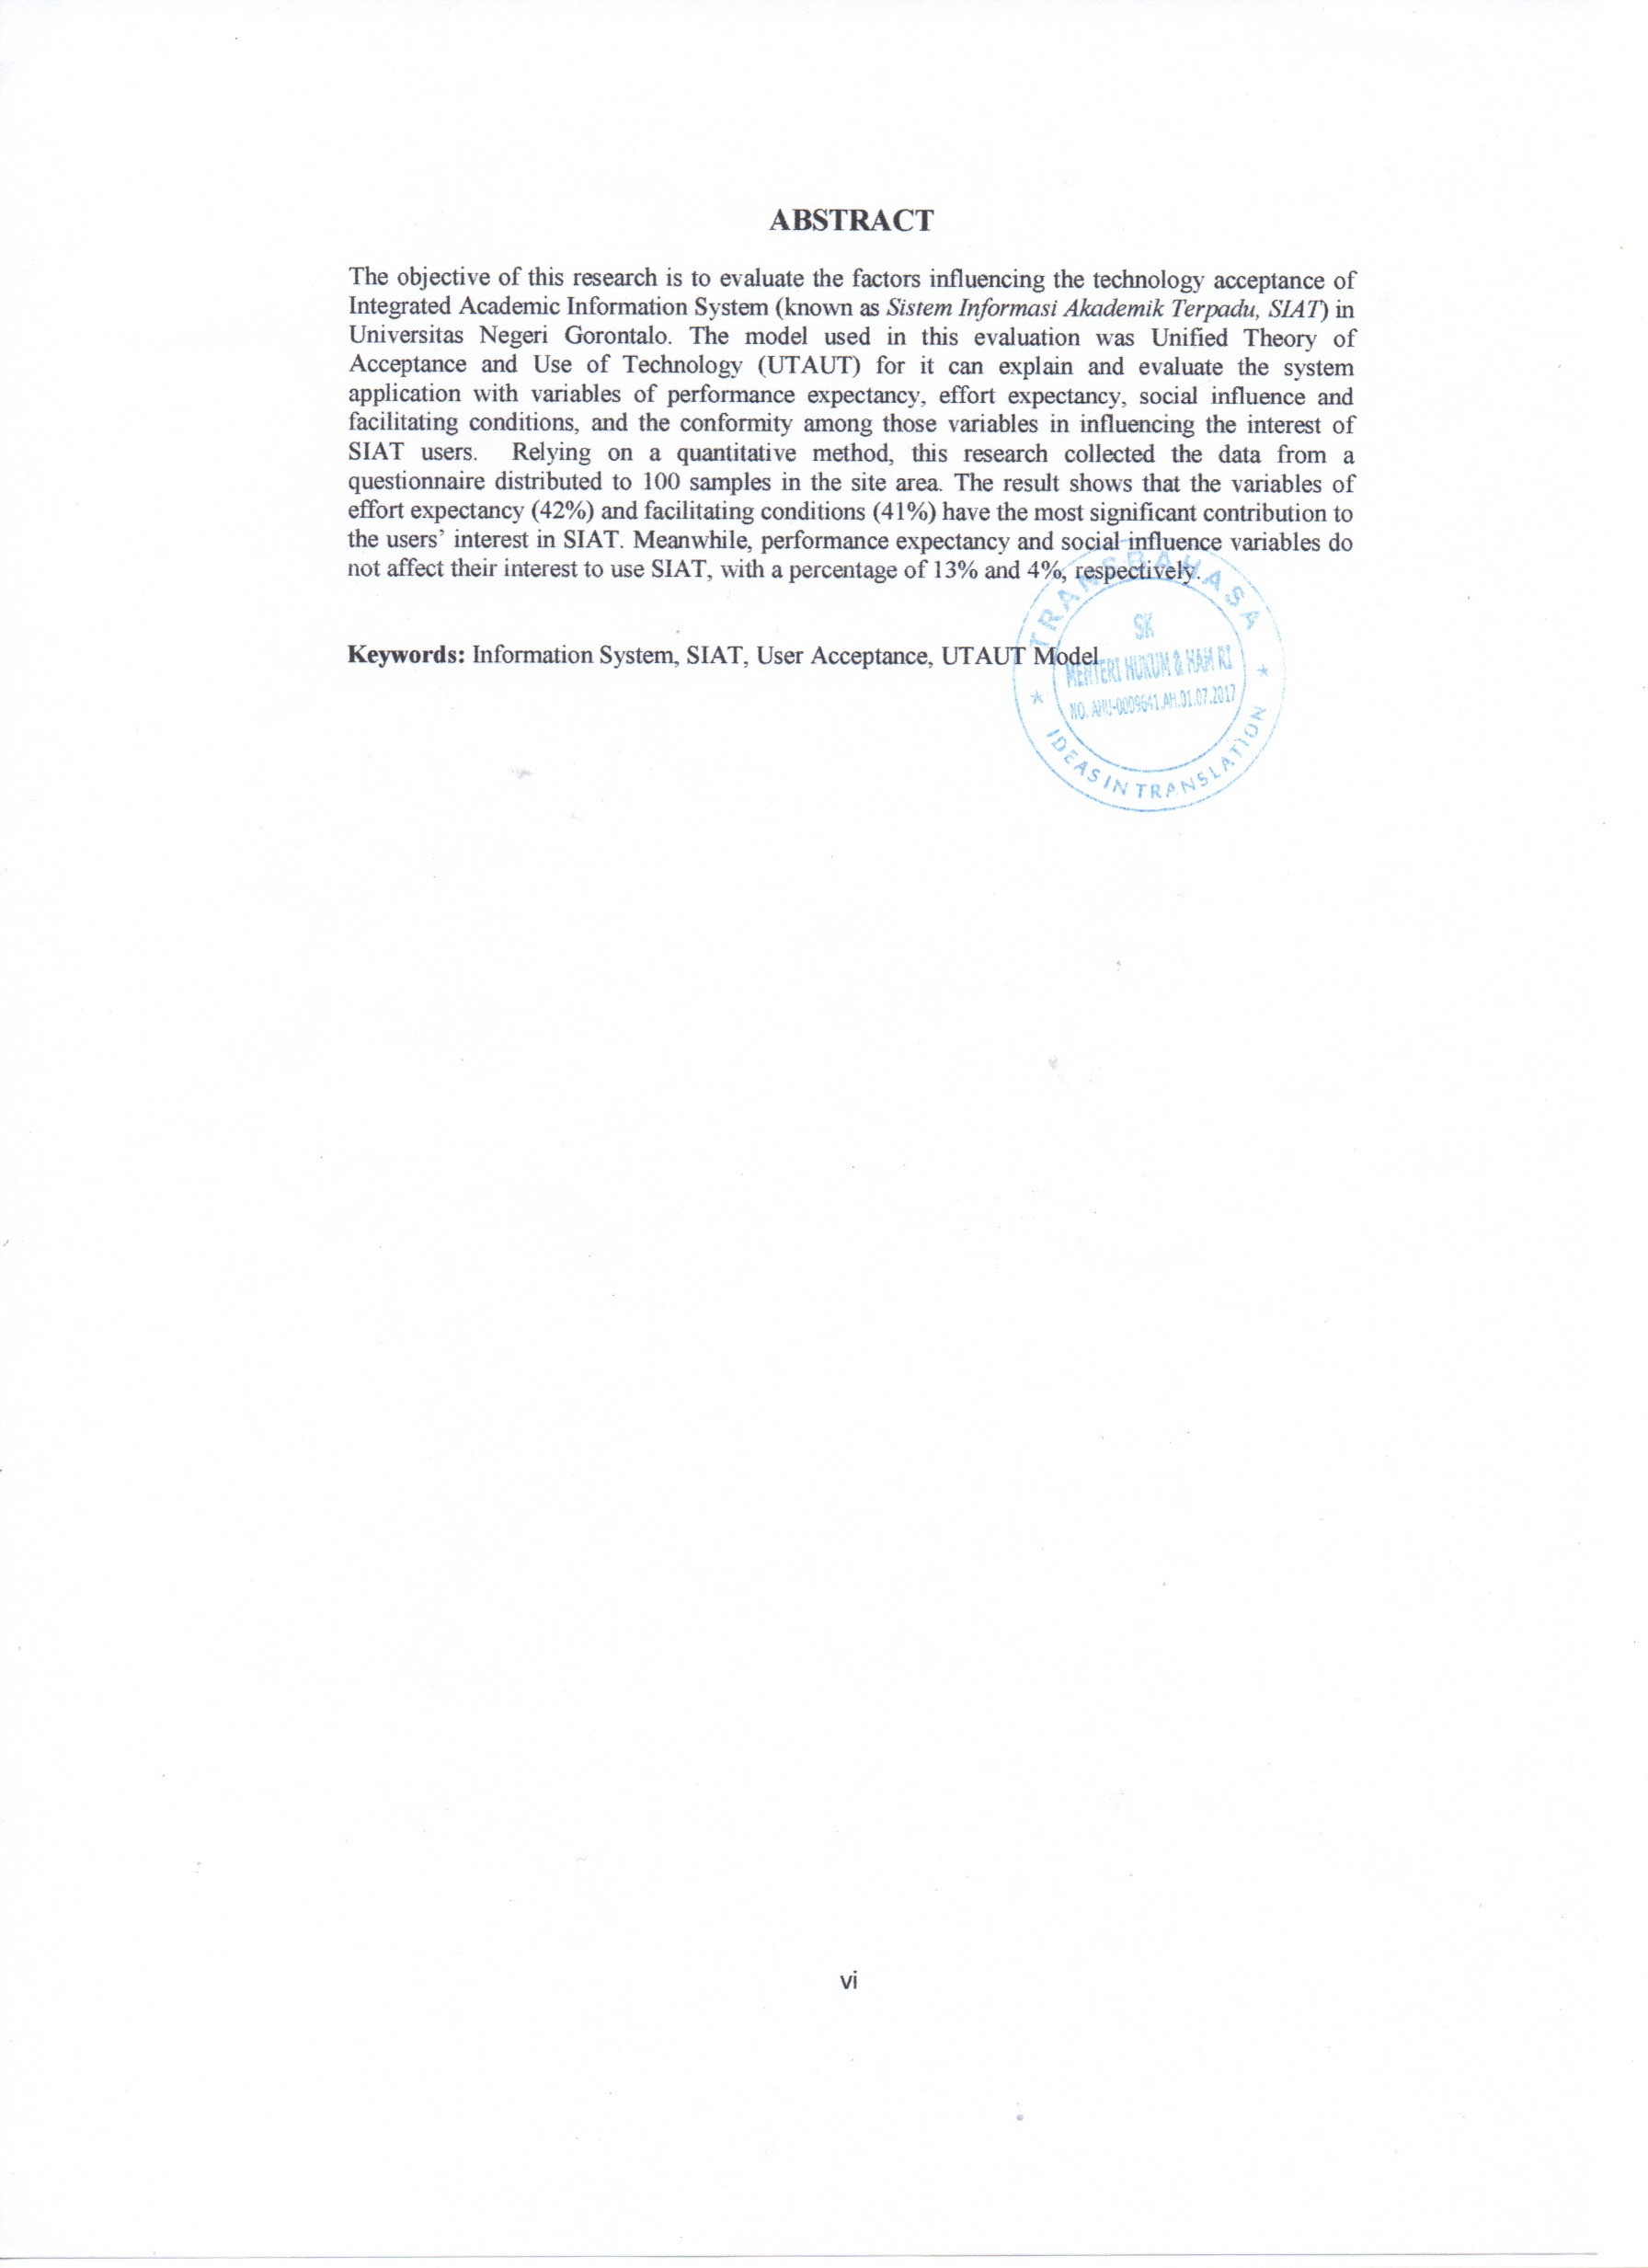 ABSTRACT
The objective of this research is to evaluate the factors influencing the technology acceptance of
Integrated Academic Information System (known as Sistem Informasi Akademik Terpadu, SIAT) in
Universitas Negeri Gorontalo. The model used in this evaluation was Unified Theory of
Acceptance and Use of Technology (UTAUT) for it can explain and evaluate the system
application with variables of performance expectancy, effort expectancy, social influence and
facilitating conditions, and the conformity among those variables in influencing the interest of
SIAT users. Relying on a quantitative method, this research collected the data from a
questionnaire distributed to 100 samples in the site area. The result shows that the variables of
effort expectancy (42%) and facilitating conditions (41%) have the most significant contribution to
the users' interest in SIAT. Meanwhile, performance expectancy and social influence variables do
not affect their interest to use SIAT, with a percentage of 13% and 4%, respectively.
Keywords: Information System, SIAT, User Acceptance, UTAUT Model
TRANSBAHASA
SK
MENTERI HUKUM & HAM RI
NO. AHU-0009641.AH.01.07.2017
IDEAS IN TRANSLATION
vi